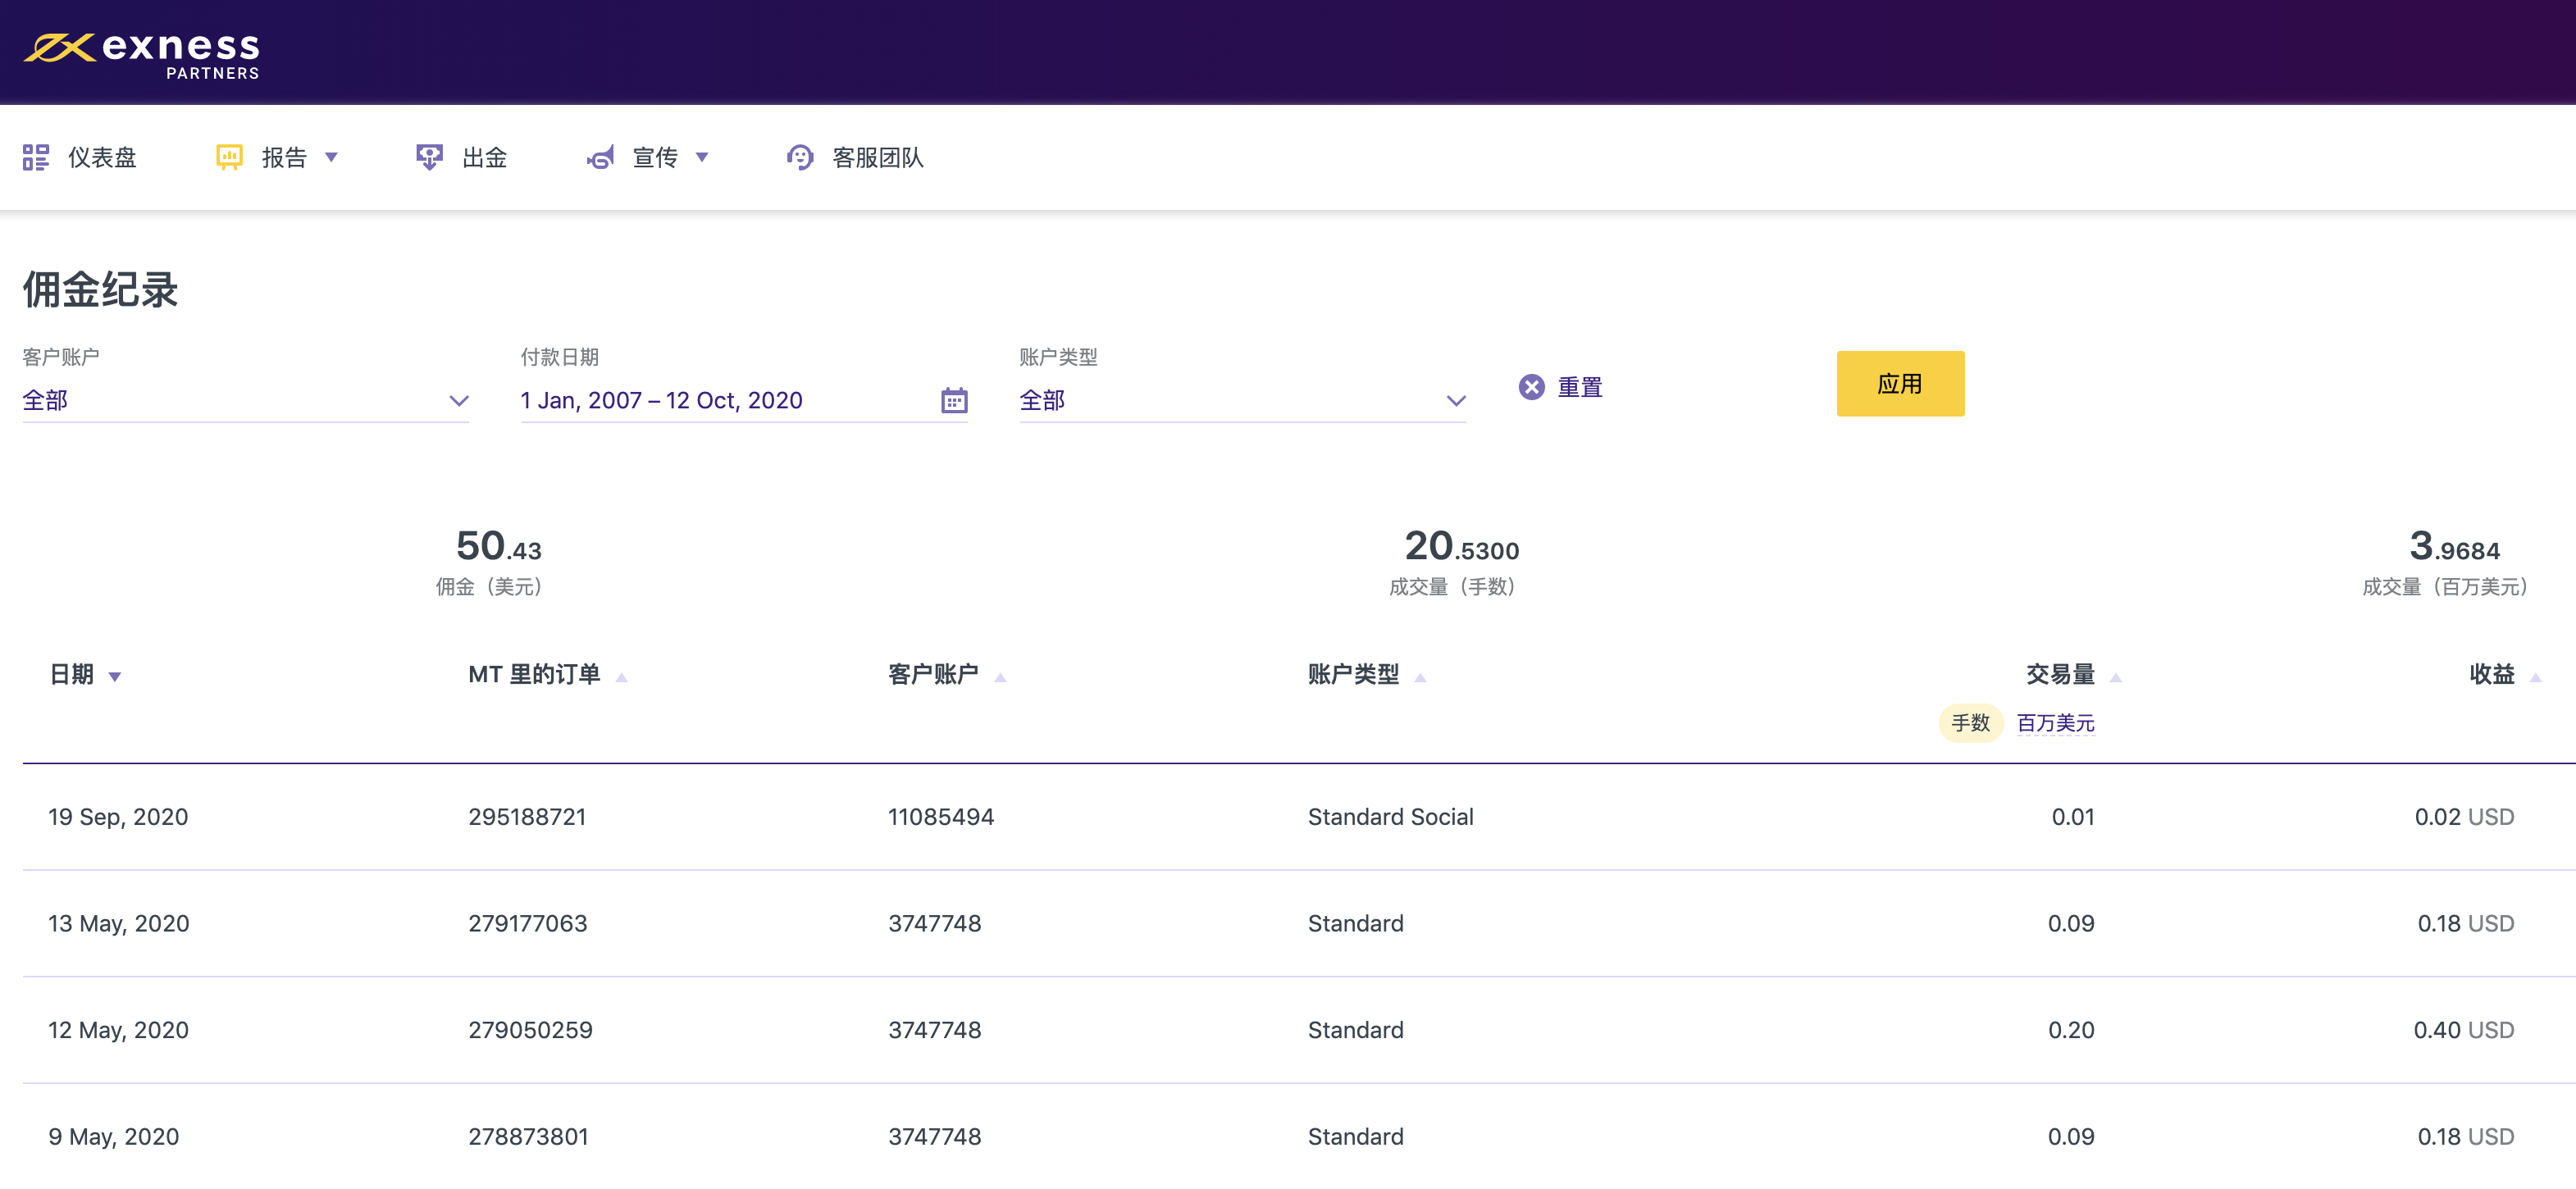 exness
PARTNERS
仪表盘 报告 出金 宣传 客服团队
佣金纪录
客户账户 付款日期 账户类型
全部 1 Jan, 2007 – 12 Oct, 2020 全部 重置 应用
50.43 20.5300 3.9684
佣金（美元） 成交量（手数） 成交量（百万美元）
日期 MT 里的订单 客户账户 账户类型 交易量 收益
手数 百万美元
19 Sep, 2020 295188721 11085494 Standard Social 0.01 0.02 USD
13 May, 2020 279177063 3747748 Standard 0.09 0.18 USD
12 May, 2020 279050259 3747748 Standard 0.20 0.40 USD
9 May, 2020 278873801 3747748 Standard 0.09 0.18 USD